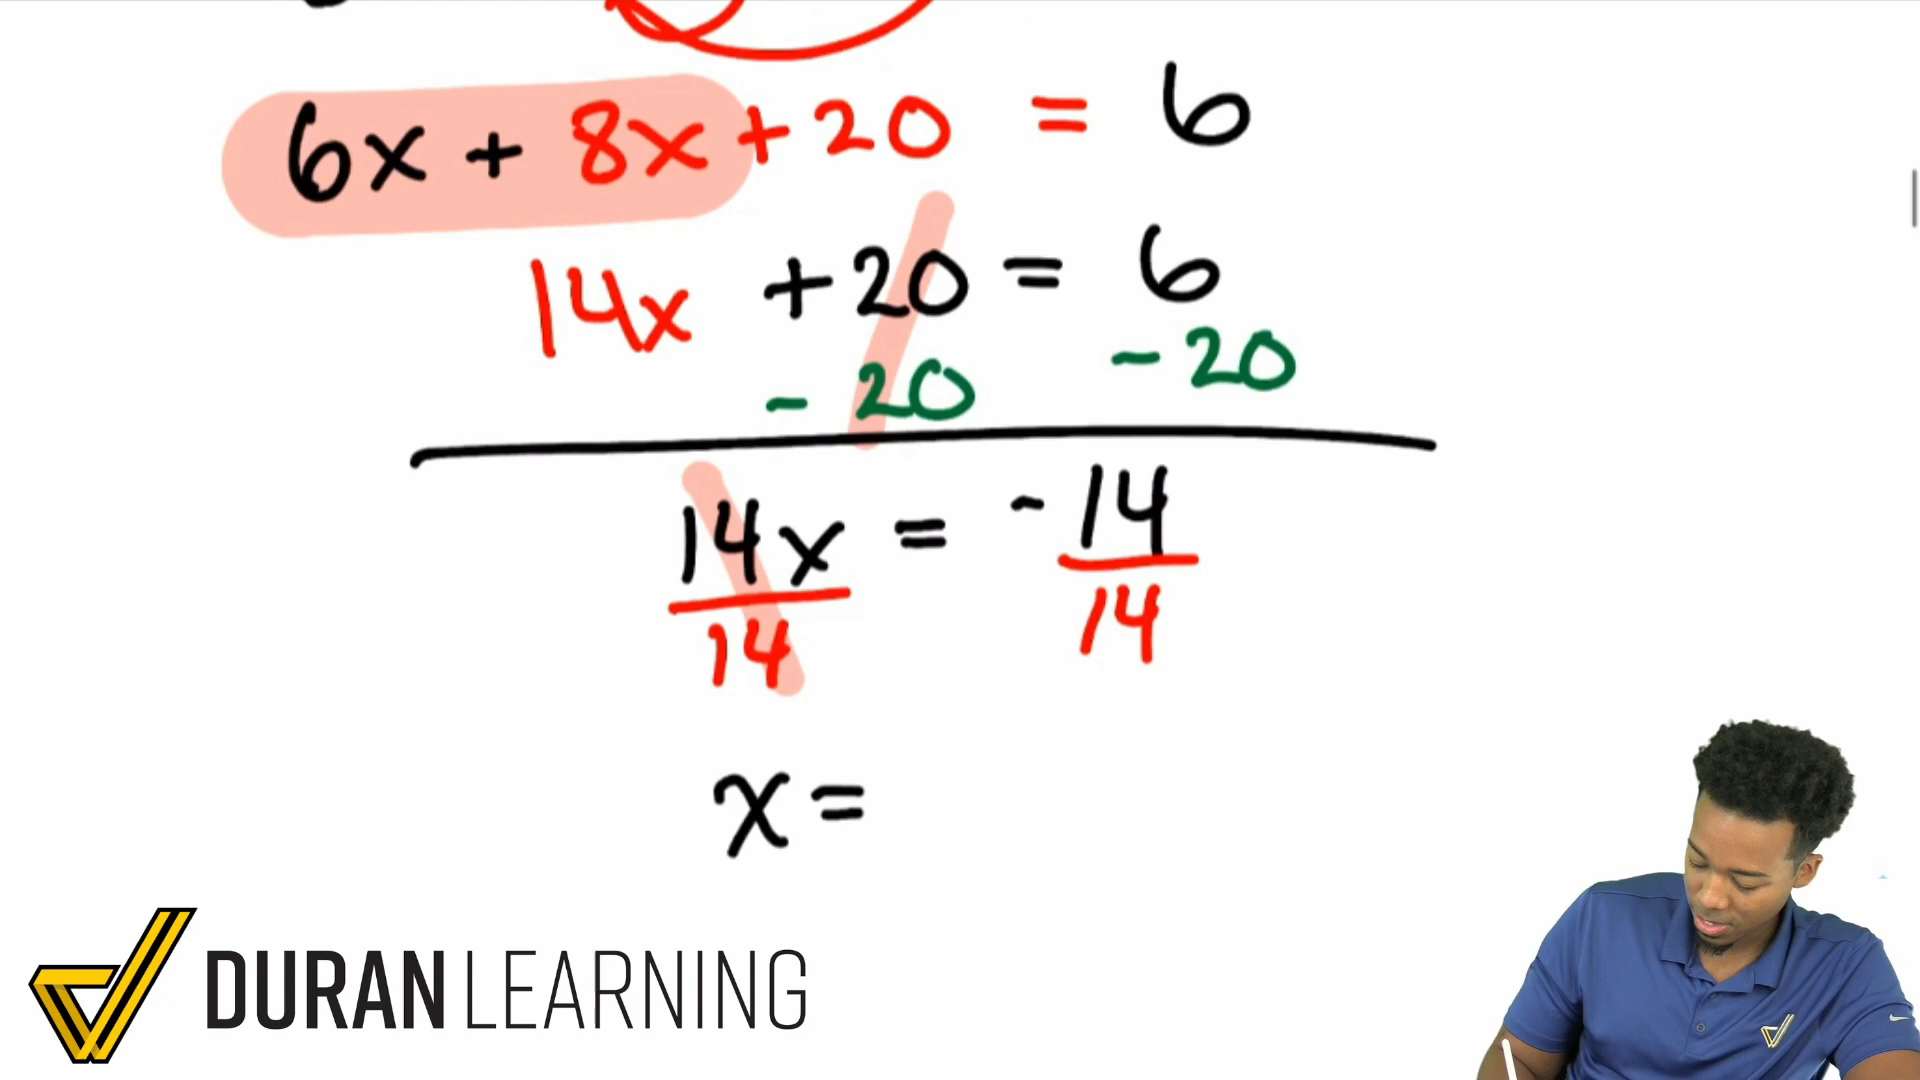 6x + 8x + 20 = 6
14x + 20 = 6
- 20 - 20
14x = - 14
14 14
x =
DURAN LEARNING